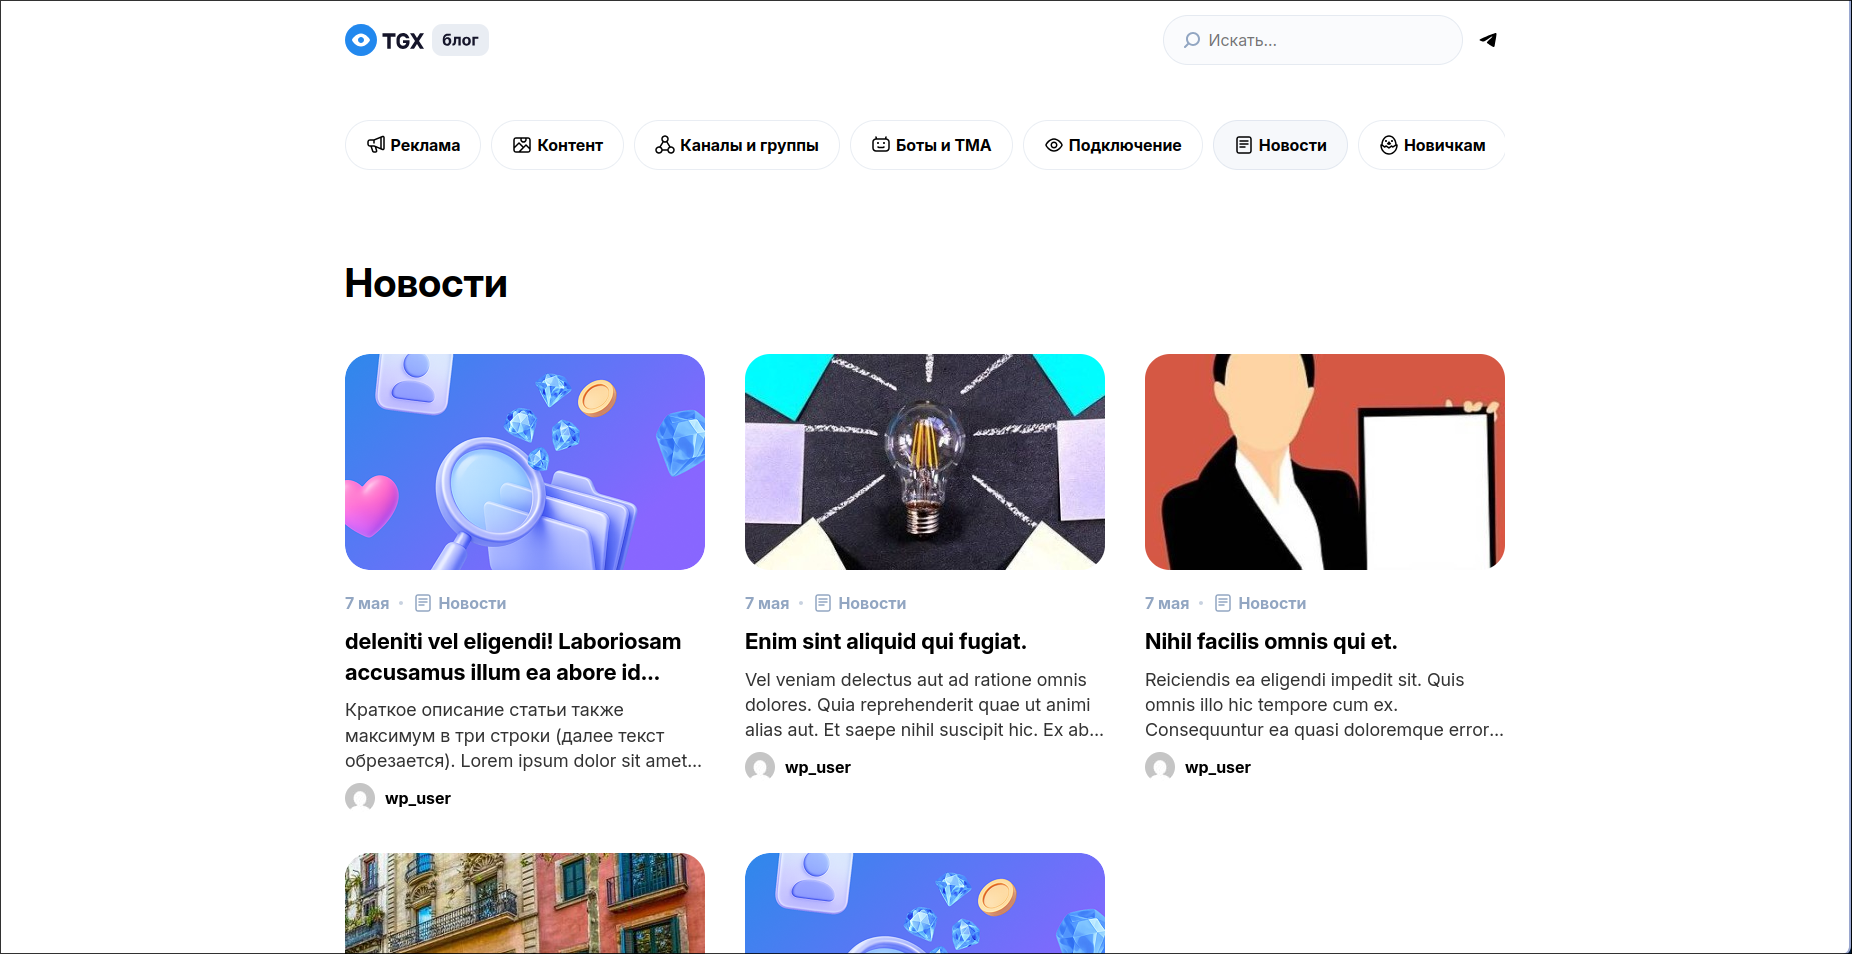 TGX блог
Искать...
Реклама
Контент
Каналы и группы
Боты и ТМА
Подключение
Новости
Новичкам
Новости
7 мая • Новости
deleniti vel eligendi! Laboriosam
accusamus illum ea abore id...
Краткое описание статьи также
максимум в три строки (далее текст
обрезается). Lorem ipsum dolor sit amet...
wp_user
7 мая • Новости
Enim sint aliquid qui fugiat.
Vel veniam delectus aut ad ratione omnis
dolores. Quia reprehenderit quae ut animi
alias aut. Et saepe nihil suscipit hic. Ex ab...
wp_user
7 мая • Новости
Nihil facilis omnis qui et.
Reiciendis ea eligendi impedit sit. Quis
omnis illo hic tempore cum ex.
Consequuntur ea quasi doloremque error...
wp_user